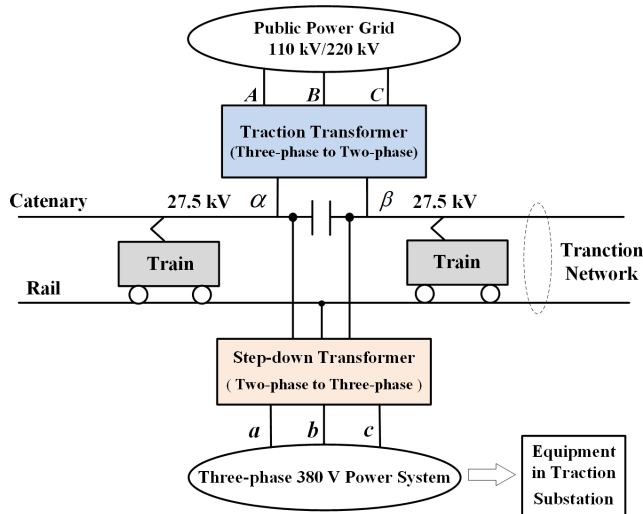 Public Power Grid
110 kV/220 kV
A B C
Traction Transformer
(Three-phase to Two-phase)
Catenary 27.5 kV α β 27.5 kV
Train Train
Tranction
Network
Rail
Step-down Transformer
( Two-phase to Three-phase )
a b c
Three-phase 380 V Power System
Equipment
in Traction
Substation